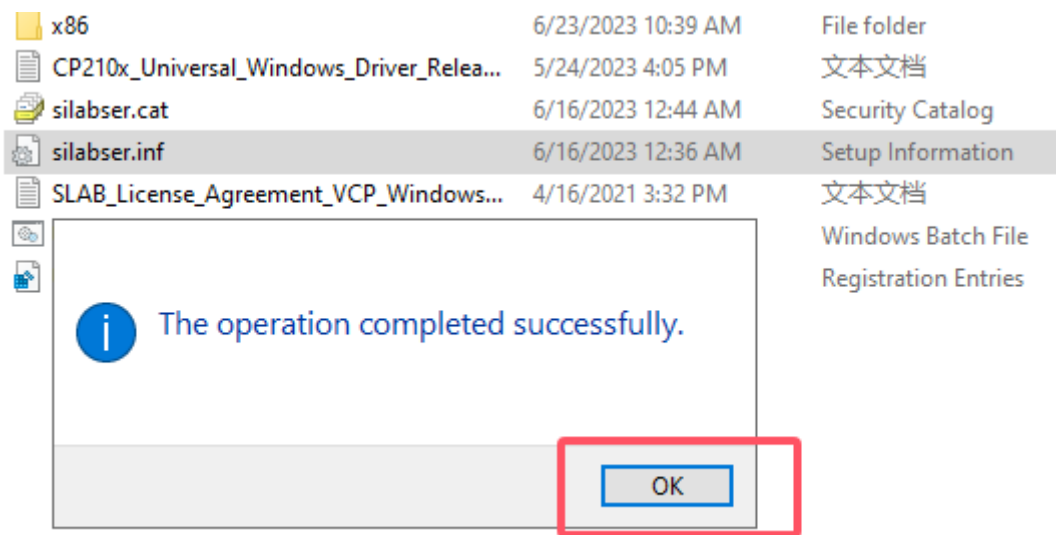 x86 6/23/2023 10:39 AM File folder
CP210x_Universal_Windows_Driver_Relea... 5/24/2023 4:05 PM 文本文档
silabser.cat 6/16/2023 12:44 AM Security Catalog
silabser.inf 6/16/2023 12:36 AM Setup Information
SLAB_License_Agreement_VCP_Windows... 4/16/2021 3:32 PM 文本文档
Windows Batch File
Registration Entries
The operation completed successfully.
OK